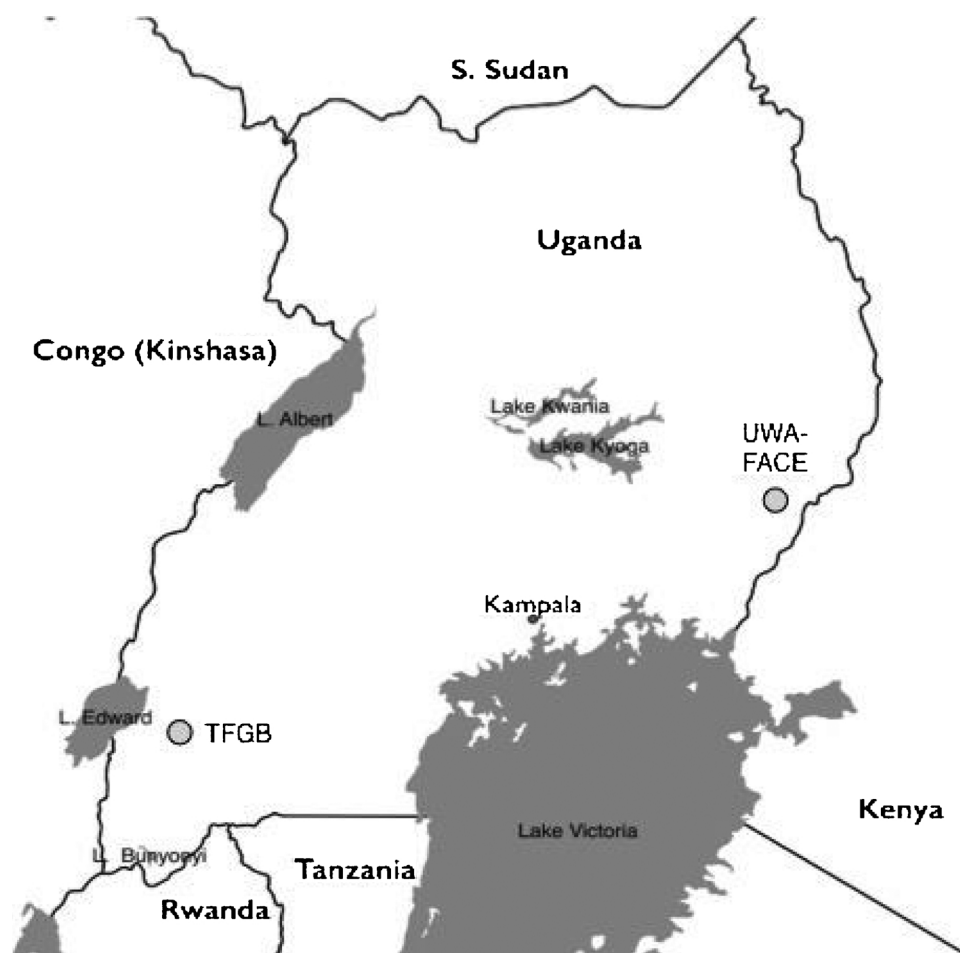 S. Sudan
Uganda
Congo (Kinshasa)
Lake Kwania
L. Albert
UWA-
FACE
Lake Kyoga
Kampala
L. Edward
TFGB
Kenya
Lake Victoria
L. Bunyonyi
Tanzania
Rwanda